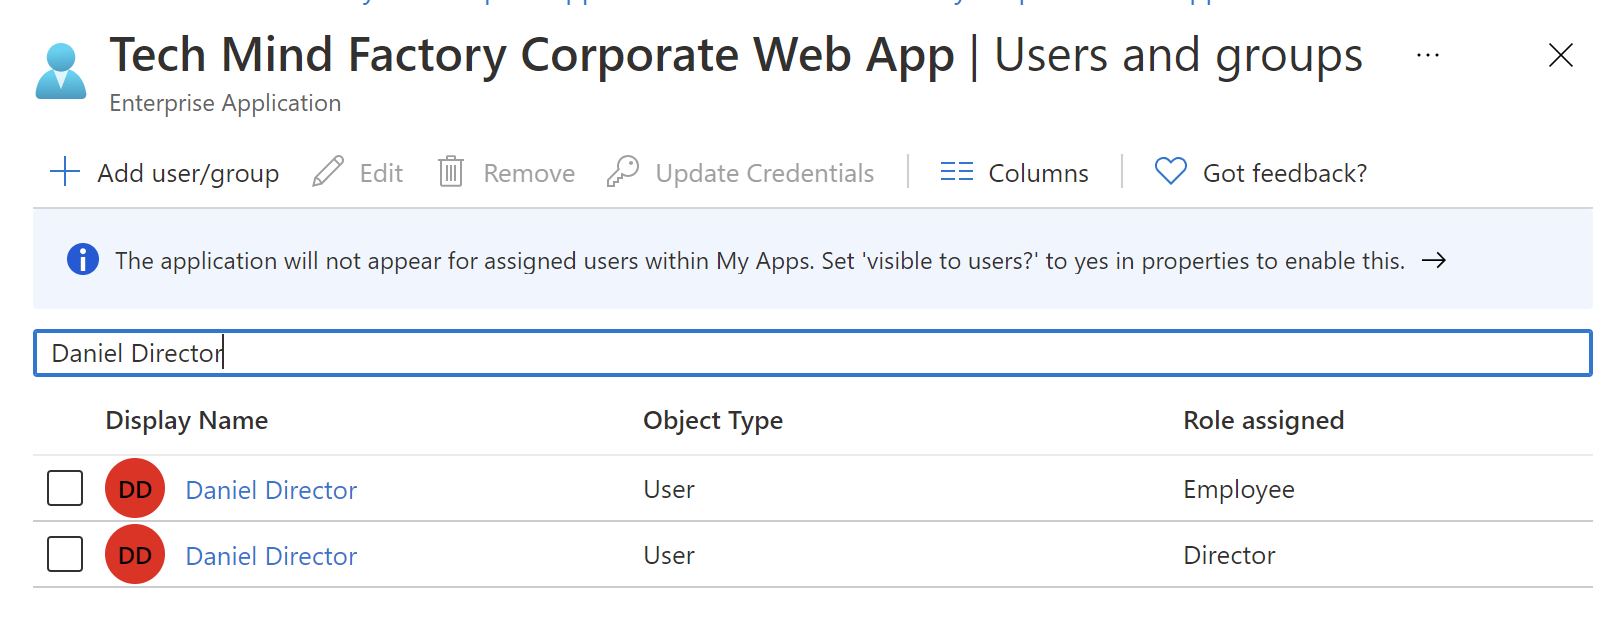 Tech Mind Factory Corporate Web App | Users and groups ...
Enterprise Application
Add user/group Edit Remove Update Credentials Columns Got feedback?
The application will not appear for assigned users within My Apps. Set 'visible to users?' to yes in properties to enable this. →
Daniel Director
Display Name Object Type Role assigned
DD Daniel Director User Employee
DD Daniel Director User Director